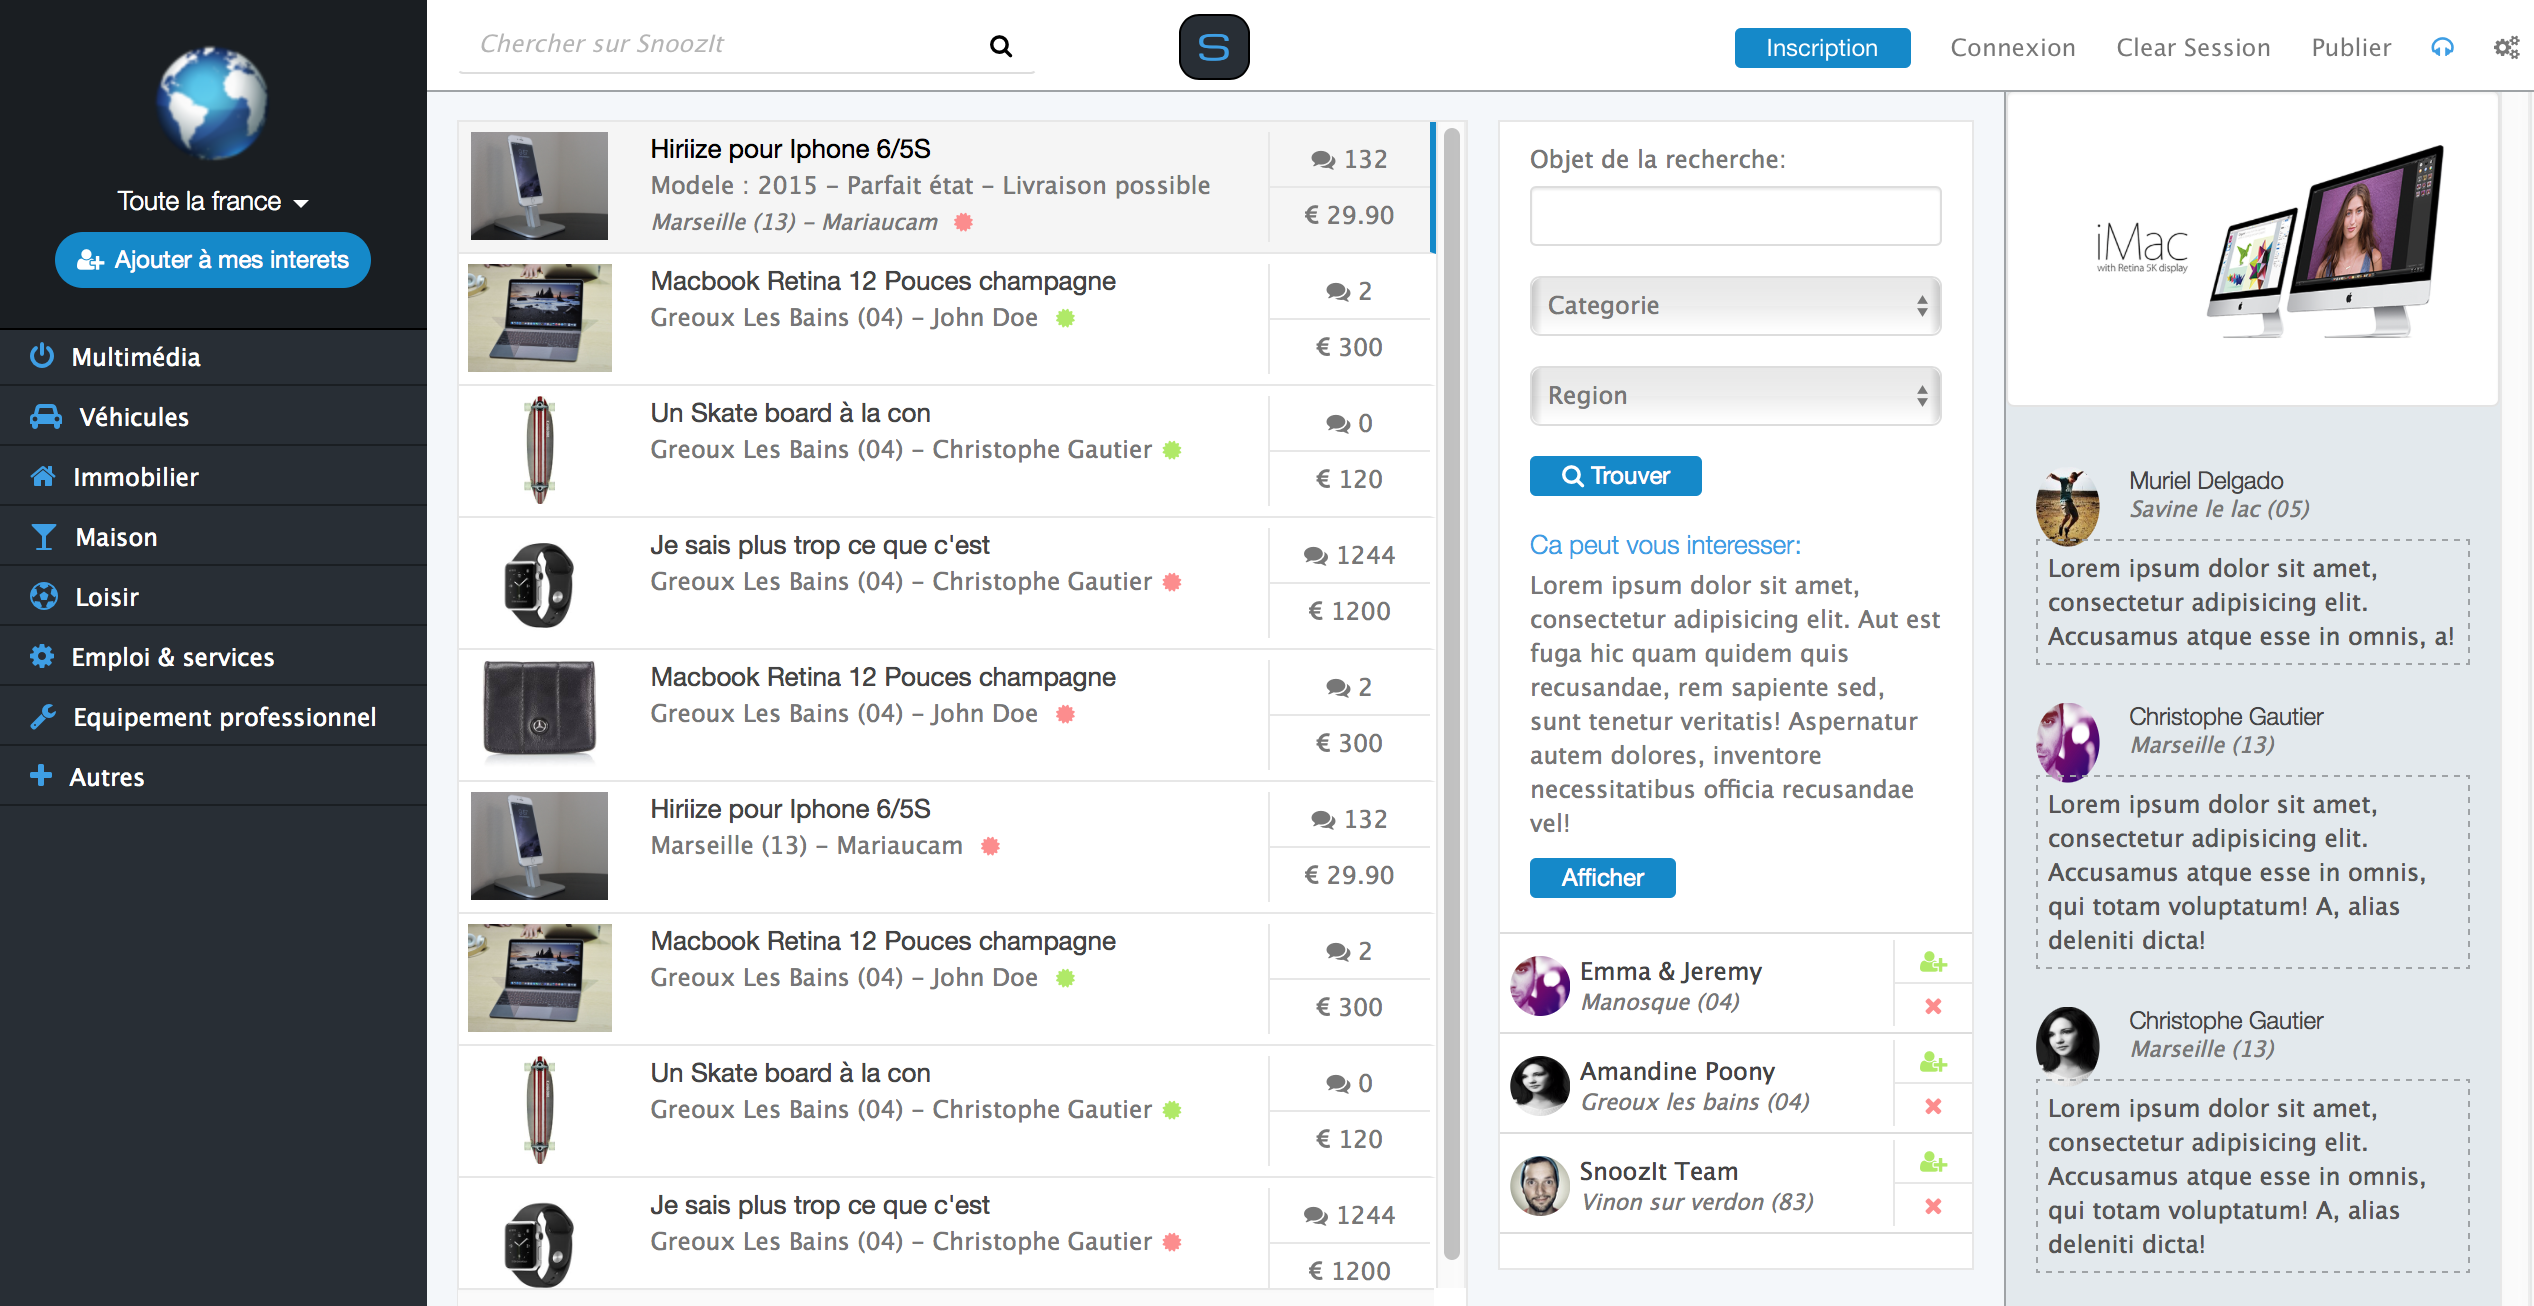 Chercher sur SnoozIt
S
Inscription
Connexion
Clear Session
Publier
Toute la france
Ajouter à mes interets
Multimédia
Véhicules
Immobilier
Maison
Loisir
Emploi & services
Equipement professionnel
Autres
Hiriize pour Iphone 6/5S
Modele : 2015 – Parfait état – Livraison possible
Marseille (13) – Mariaucam
132
€ 29.90
Macbook Retina 12 Pouces champagne
Greoux Les Bains (04) – John Doe
2
€ 300
Un Skate board à la con
Greoux Les Bains (04) – Christophe Gautier
0
€ 120
Je sais plus trop ce que c'est
Greoux Les Bains (04) – Christophe Gautier
1244
€ 1200
Macbook Retina 12 Pouces champagne
Greoux Les Bains (04) – John Doe
2
€ 300
Hiriize pour Iphone 6/5S
Marseille (13) – Mariaucam
132
€ 29.90
Macbook Retina 12 Pouces champagne
Greoux Les Bains (04) – John Doe
2
€ 300
Un Skate board à la con
Greoux Les Bains (04) – Christophe Gautier
0
€ 120
Je sais plus trop ce que c'est
Greoux Les Bains (04) – Christophe Gautier
1244
€ 1200
Objet de la recherche:
Categorie
Region
Trouver
Ca peut vous interesser:
Lorem ipsum dolor sit amet,
consectetur adipisicing elit. Aut est
fuga hic quam quidem quis
recusandae, rem sapiente sed,
sunt tenetur veritatis! Aspernatur
autem dolores, inventore
necessitatibus officia recusandae
vel!
Afficher
Emma & Jeremy
Manosque (04)
Amandine Poony
Greoux les bains (04)
SnoozIt Team
Vinon sur verdon (83)
iMac
with Retina 5K display
Muriel Delgado
Savine le lac (05)
Lorem ipsum dolor sit amet,
consectetur adipisicing elit.
Accusamus atque esse in omnis, a!
Christophe Gautier
Marseille (13)
Lorem ipsum dolor sit amet,
consectetur adipisicing elit.
Accusamus atque esse in omnis,
qui totam voluptatum! A, alias
deleniti dicta!
Christophe Gautier
Marseille (13)
Lorem ipsum dolor sit amet,
consectetur adipisicing elit.
Accusamus atque esse in omnis,
qui totam voluptatum! A, alias
deleniti dicta!